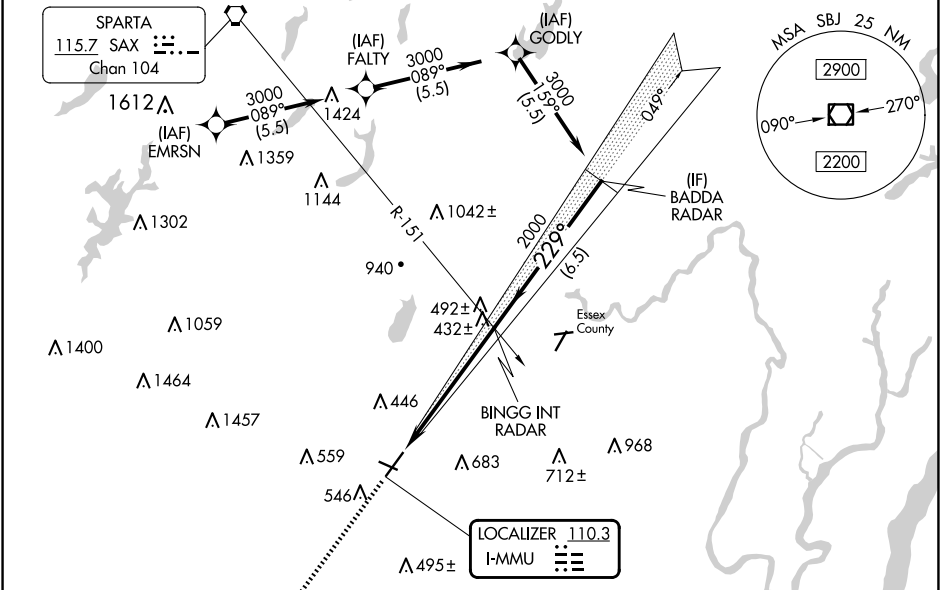 SPARTA
115.7 SAX
Chan 104
(IAF)
FALTY
(IAF)
GODLY
MSA SBJ 25 NM
2900
090°
270°
2200
1612
3000
089°
(5.5)
3000
089°
(5.5)
3000
159°
(5.5)
049°
(IAF)
EMRSN
1424
1359
1144
1302
R-151
1042±
940
2000
229°
(6.5)
(IF)
BADDA
RADAR
492±
432±
Essex
County
1059
1400
1464
1457
446
BINGG INT
RADAR
559
683
712±
968
546
LOCALIZER 110.3
I-MMU
495±